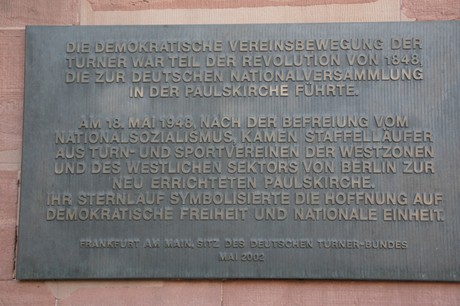 DIE DEMOKRATISCHE VEREINSBEWEGUNG DER
TURNER WAR TEIL DER REVOLUTION VON 1848,
DIE ZUR DEUTSCHEN NATIONALVERSAMMLUNG
IN DER PAULSKIRCHE FÜHRTE.
AM 18. MAI 1948, NACH DER BEFREIUNG VOM
NATIONALSOZIALISMUS, KAMEN STAFFELLÄUFER
AUS TURN- UND SPORTVEREINEN DER WESTZONEN
UND DES WESTLICHEN SEKTORS VON BERLIN ZUR
NEU ERRICHTETEN PAULSKIRCHE.
IHR STERNLAUF SYMBOLISIERTE DIE HOFFNUNG AUF
DEMOKRATISCHE FREIHEIT UND NATIONALE EINHEIT.
FRANKFURT AM MAIN, SITZ DES DEUTSCHEN TURNER-BUNDES
MAI 2002